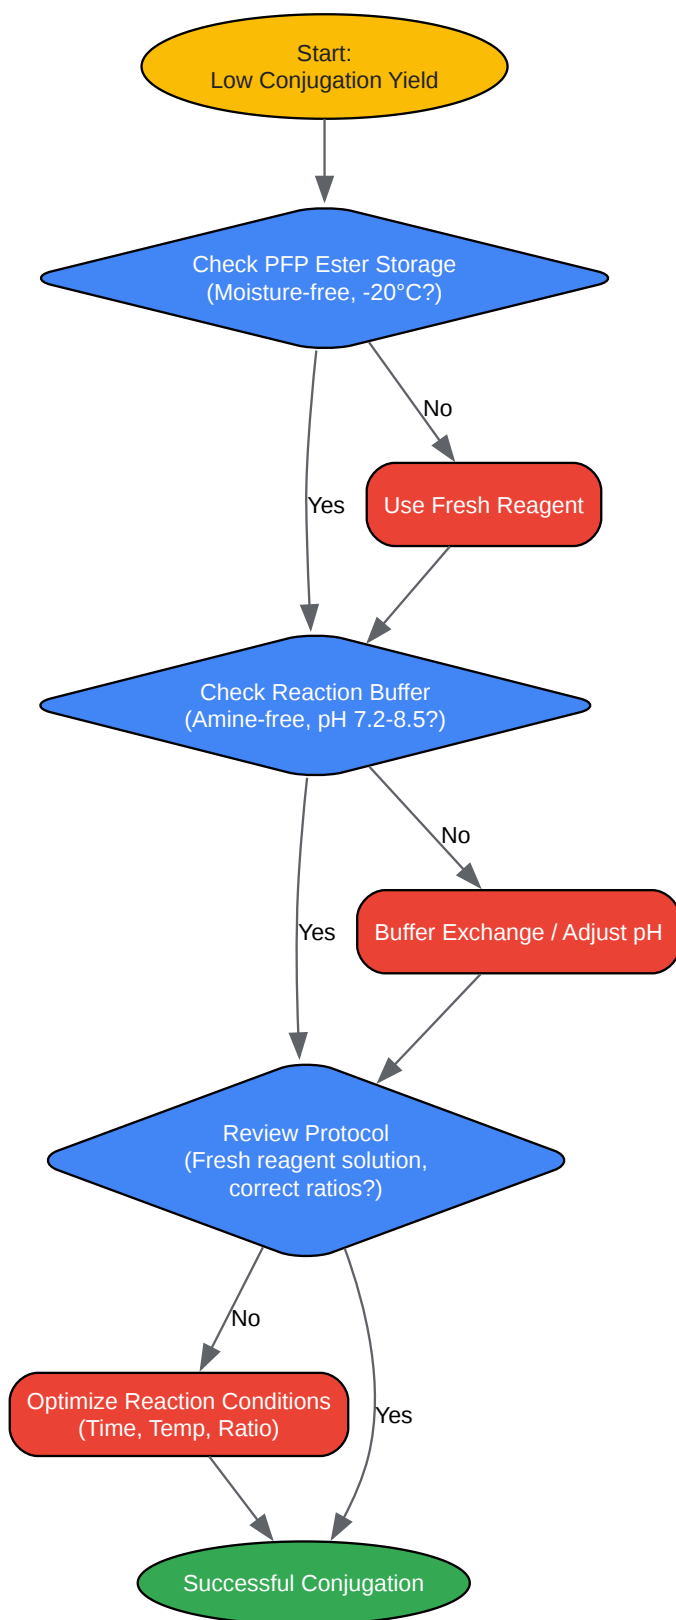 Start:
Low Conjugation Yield
Check PFP Ester Storage
(Moisture-free, -20°C?)
No
Yes
Use Fresh Reagent
Check Reaction Buffer
(Amine-free, pH 7.2-8.5?)
No
Yes
Buffer Exchange / Adjust pH
Review Protocol
(Fresh reagent solution,
correct ratios?)
No
Optimize Reaction Conditions
(Time, Temp, Ratio)
Yes
Successful Conjugation